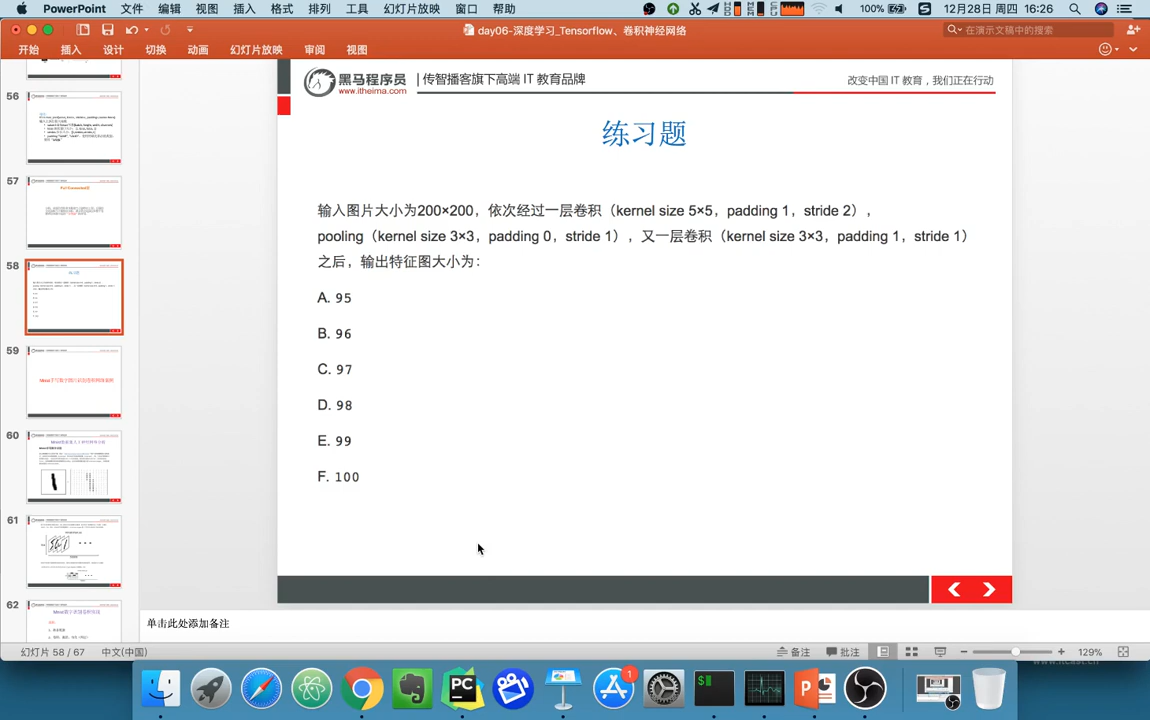 PowerPoint 文件 编辑 视图 插入 格式 排列 工具 幻灯片放映 窗口 帮助 100% 12月28日 周四 16:26
day06-深度学习_Tensorflow、卷积神经网络
在演示文稿中的搜索
开始 插入 设计 切换 动画 幻灯片放映 审阅 视图
56
57
58
59
60
61
62
黑马程序员
www.itheima.com
传智播客旗下高端 IT 教育品牌
改变中国 IT 教育，我们正在行动
练习题
输入图片大小为200×200，依次经过一层卷积（kernel size 5×5，padding 1，stride 2），
pooling（kernel size 3×3，padding 0，stride 1），又一层卷积（kernel size 3×3，padding 1，stride 1）
之后，输出特征图大小为：
A. 95
B. 96
C. 97
D. 98
E. 99
F. 100
单击此处添加备注
幻灯片 58 / 67 中文(中国) 备注 批注 129%
PC
1
$
P